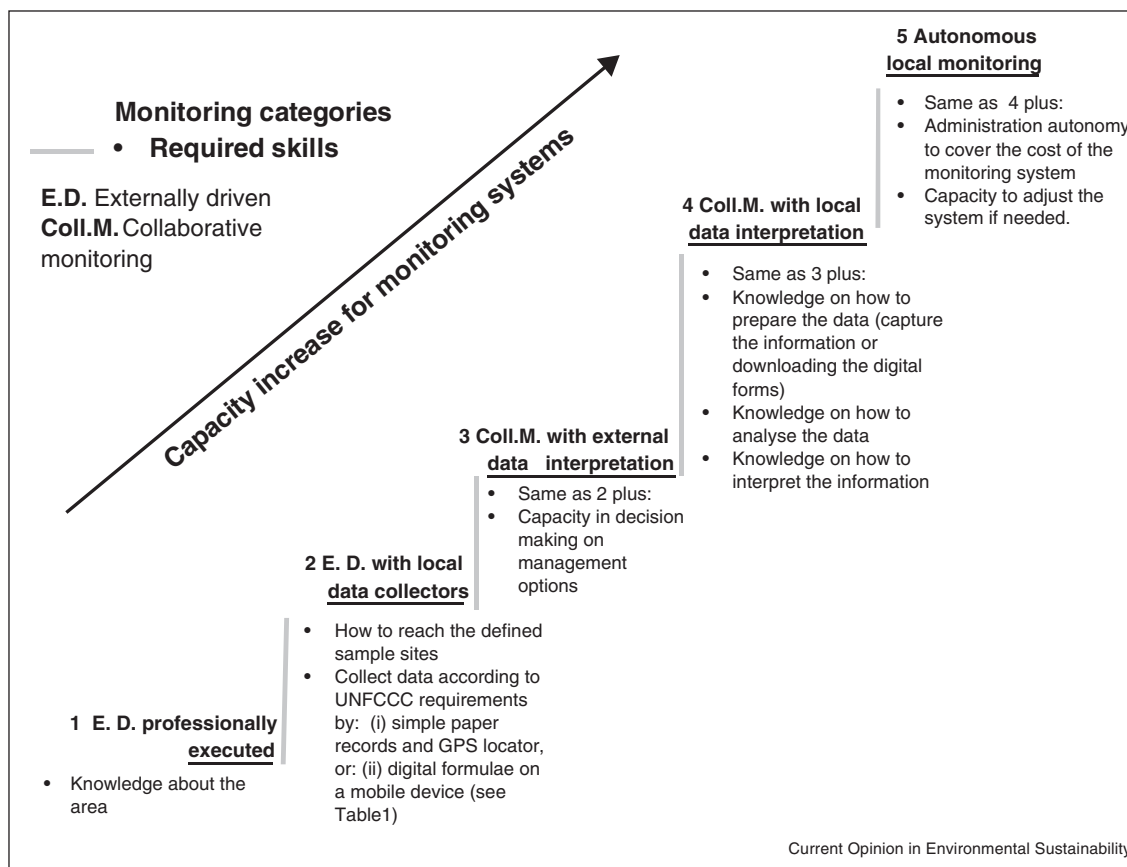 Monitoring categories
• Required skills
E.D. Externally driven
Coll.M. Collaborative
monitoring
Capacity increase for monitoring systems
1 E. D. professionally
executed
• Knowledge about the
area
2 E. D. with local
data collectors
• How to reach the defined
sample sites
• Collect data according to
UNFCCC requirements
by: (i) simple paper
records and GPS locator,
or: (ii) digital formulae on
a mobile device (see
Table1)
3 Coll.M. with external
data interpretation
• Same as 2 plus:
• Capacity in decision
making on
management
options
4 Coll.M. with local
data interpretation
• Same as 3 plus:
• Knowledge on how to
prepare the data (capture
the information or
downloading the digital
forms)
• Knowledge on how to
analyse the data
• Knowledge on how to
interpret the information
5 Autonomous
local monitoring
• Same as 4 plus:
• Administration autonomy
to cover the cost of the
monitoring system
• Capacity to adjust the
system if needed.
Current Opinion in Environmental Sustainability